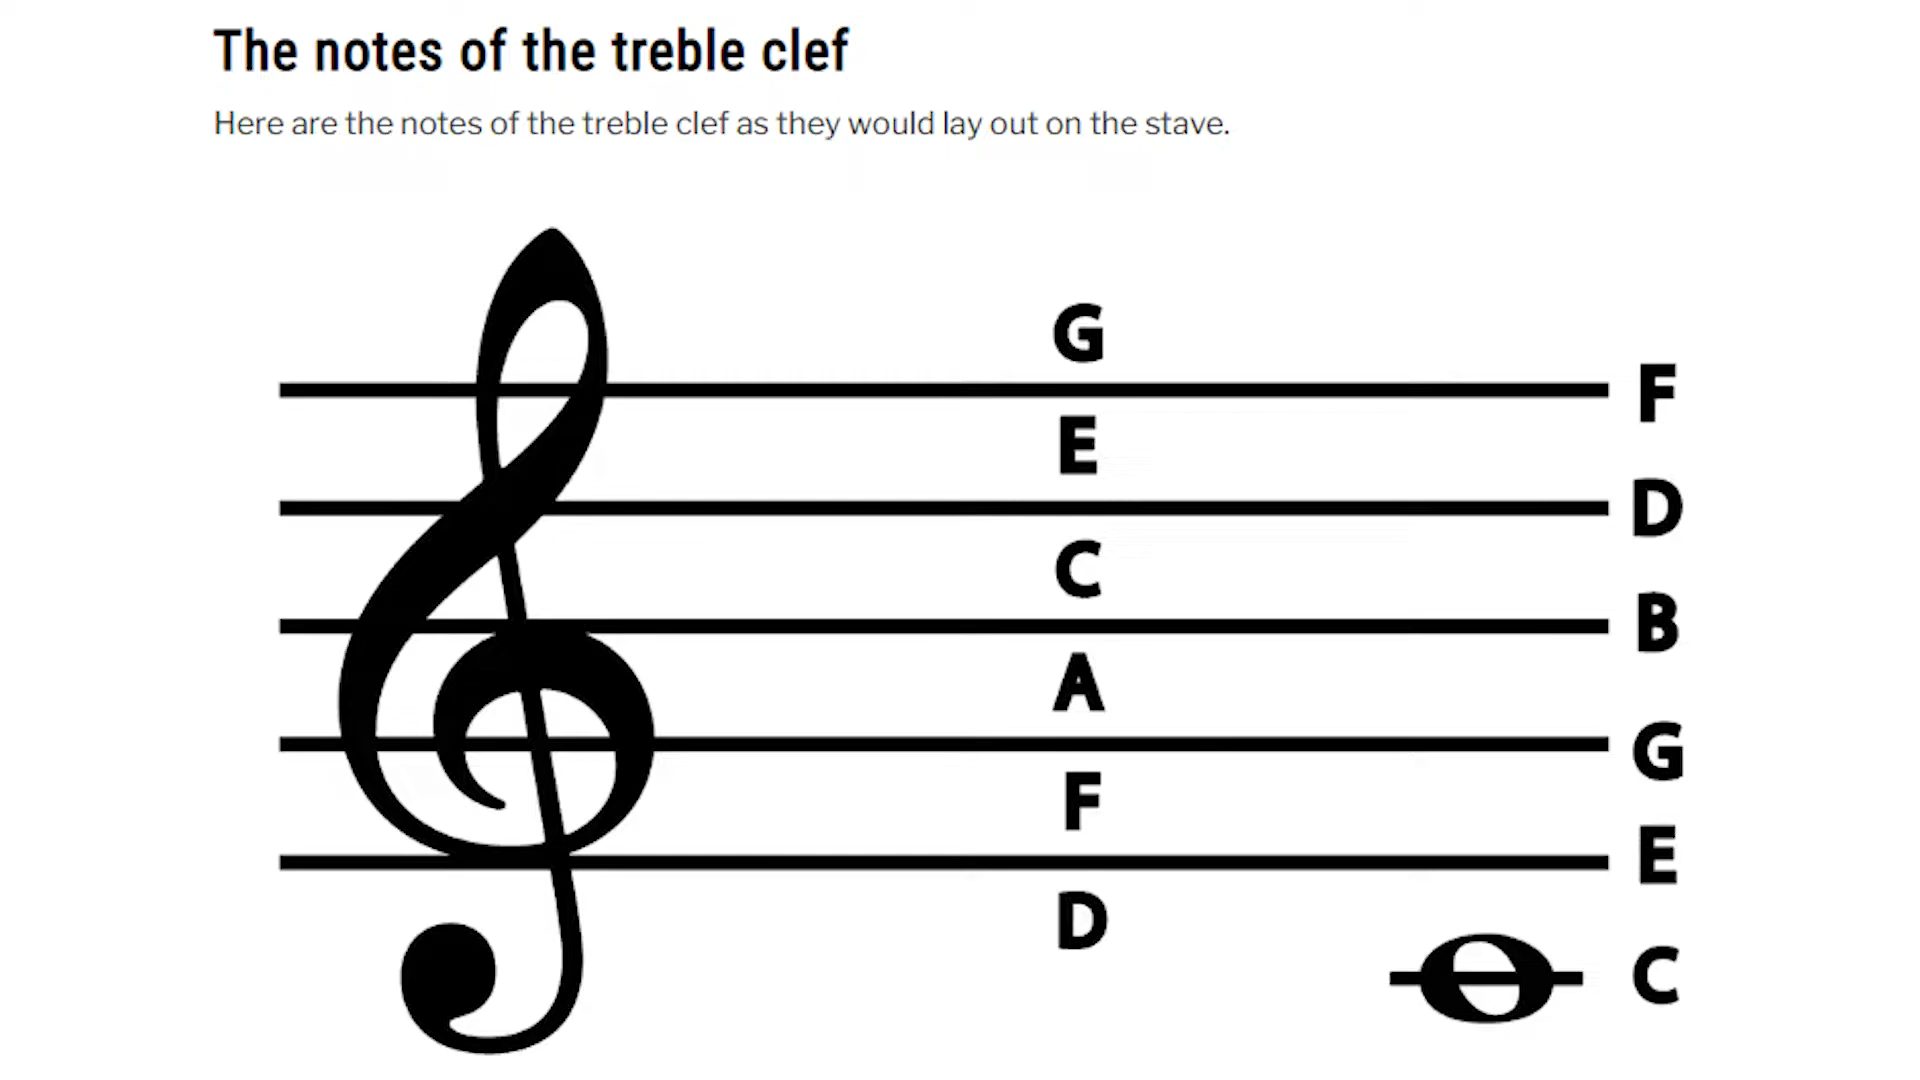 The notes of the treble clef
Here are the notes of the treble clef as they would lay out on the stave.
G
F
E
D
C
B
A
G
F
E
D
C